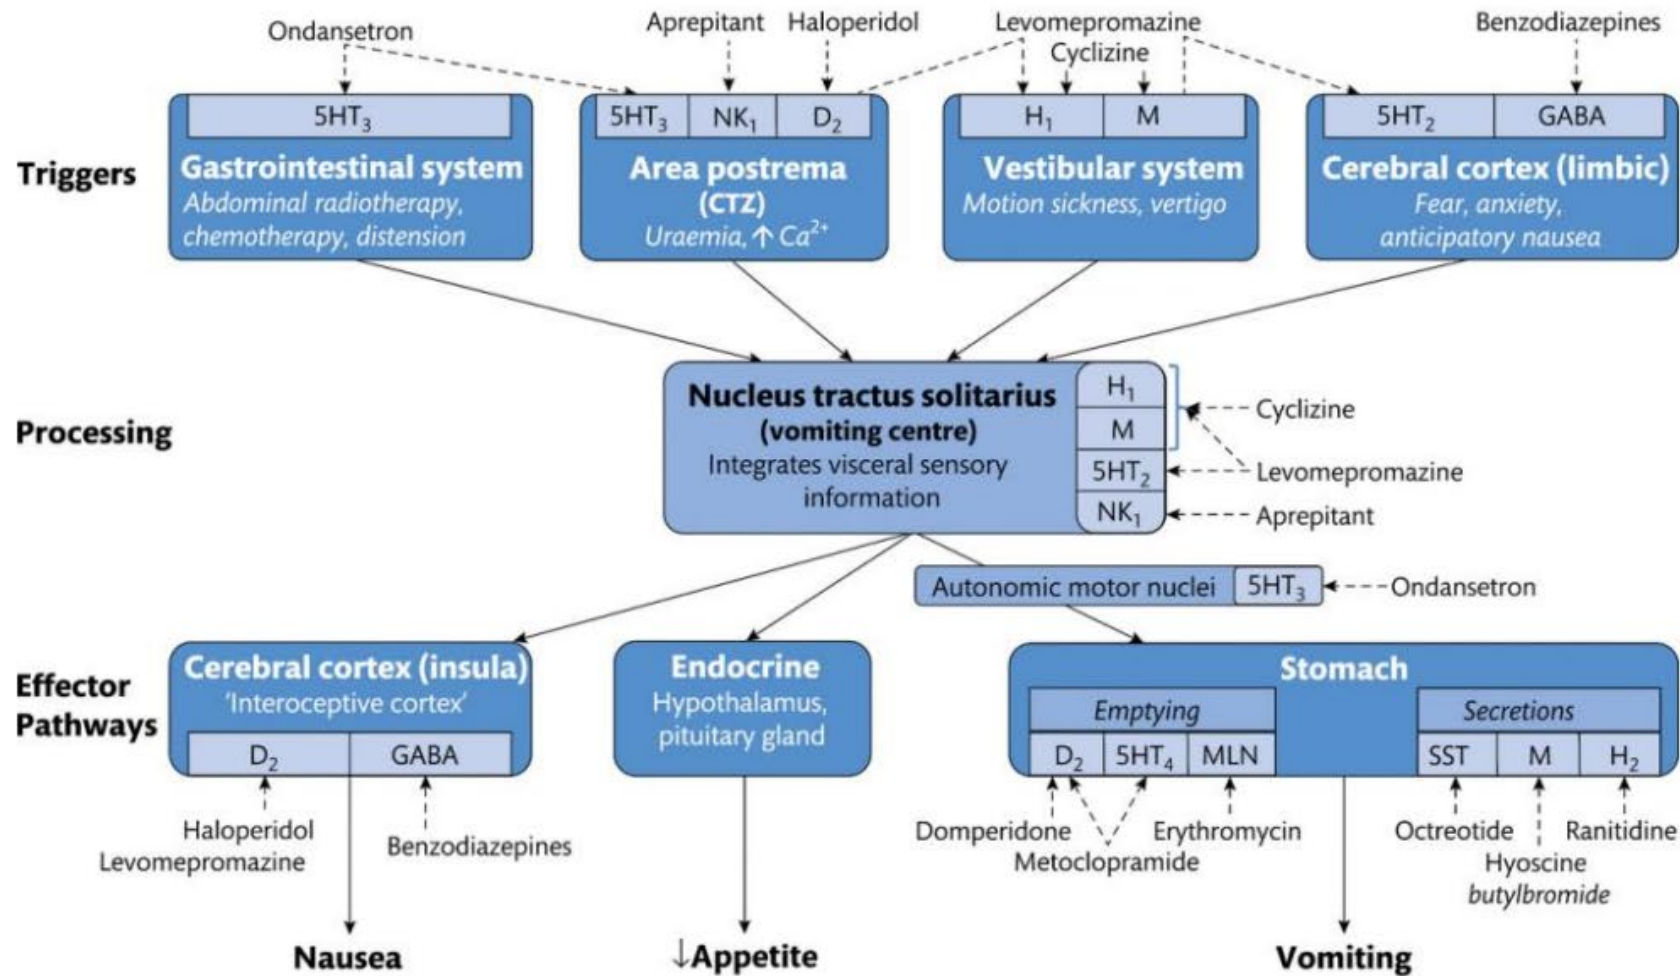 Ondansetron
Aprepitant
Haloperidol
Levomepromazine
Cyclizine
Benzodiazepines
Triggers
5HT₃
Gastrointestinal system
Abdominal radiotherapy,
chemotherapy, distension
5HT₃ NK₁ D₂
Area postrema
(CTZ)
Uraemia, ↑ Ca²⁺
H₁ M
Vestibular system
Motion sickness, vertigo
5HT₂ GABA
Cerebral cortex (limbic)
Fear, anxiety,
anticipatory nausea
Processing
Nucleus tractus solitarius
(vomiting centre)
Integrates visceral sensory
information
H₁
M
5HT₂
NK₁
Cyclizine
Levomepromazine
Aprepitant
Autonomic motor nuclei 5HT₃
Ondansetron
Effector
Pathways
Cerebral cortex (insula)
'Interoceptive cortex'
D₂ GABA
Haloperidol
Levomepromazine
Benzodiazepines
Endocrine
Hypothalamus,
pituitary gland
Stomach
Emptying
D₂ 5HT₄ MLN
Secretions
SST M H₂
Domperidone
Metoclopramide
Erythromycin
Octreotide
Hyoscine
butylbromide
Ranitidine
Nausea
↓Appetite
Vomiting